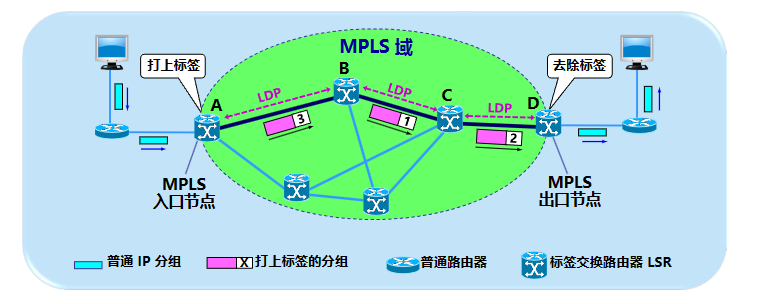 MPLS 域
打上标签
去除标签
B
LDP
LDP
A
C
LDP
D
3
1
2
MPLS
入口节点
MPLS
出口节点
普通 IP 分组
X
打上标签的分组
普通路由器
标签交换路由器 LSR